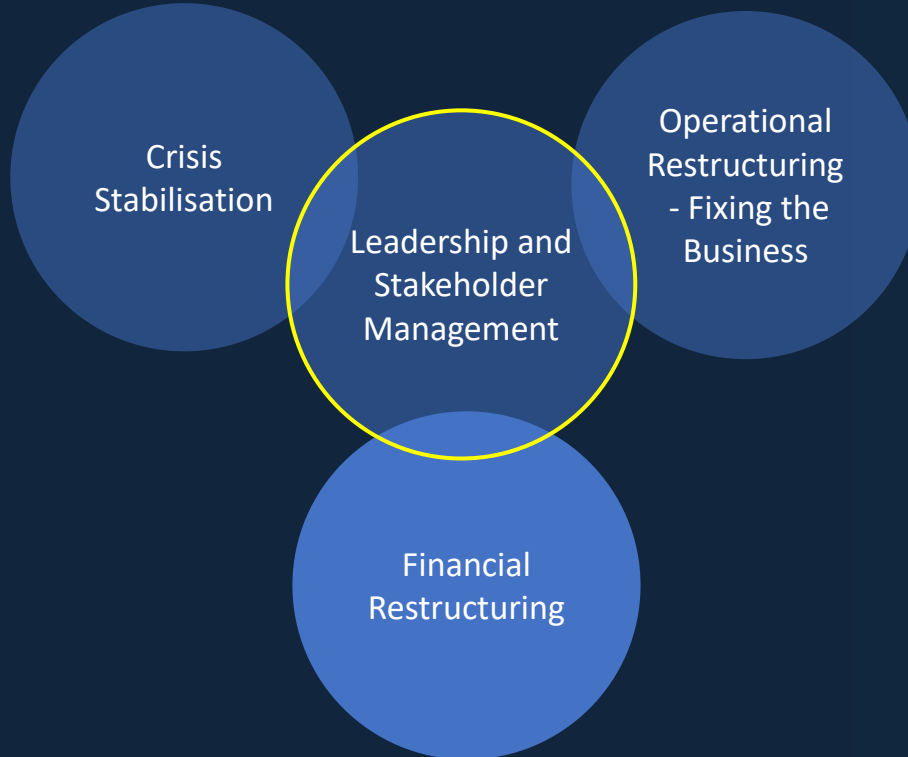 Crisis
Stabilisation
Operational
Restructuring
- Fixing the
Business
Leadership and
Stakeholder
Management
Financial
Restructuring